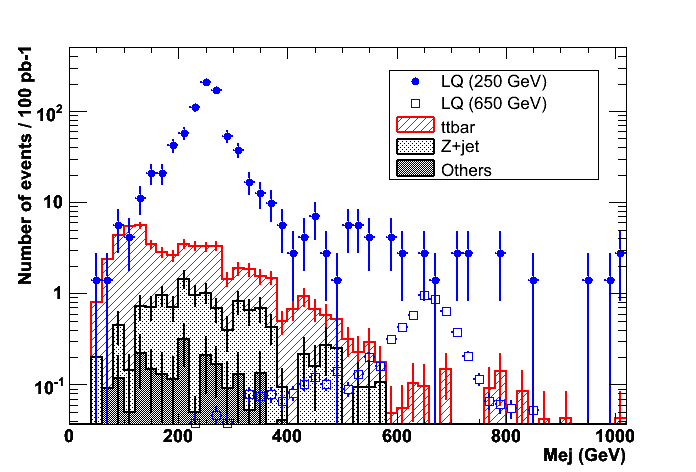 Number of events / 100 pb-1
10²
10
1
10⁻¹
LQ (250 GeV)
LQ (650 GeV)
ttbar
Z+jet
Others
0 200 400 600 800 1000
Mej (GeV)